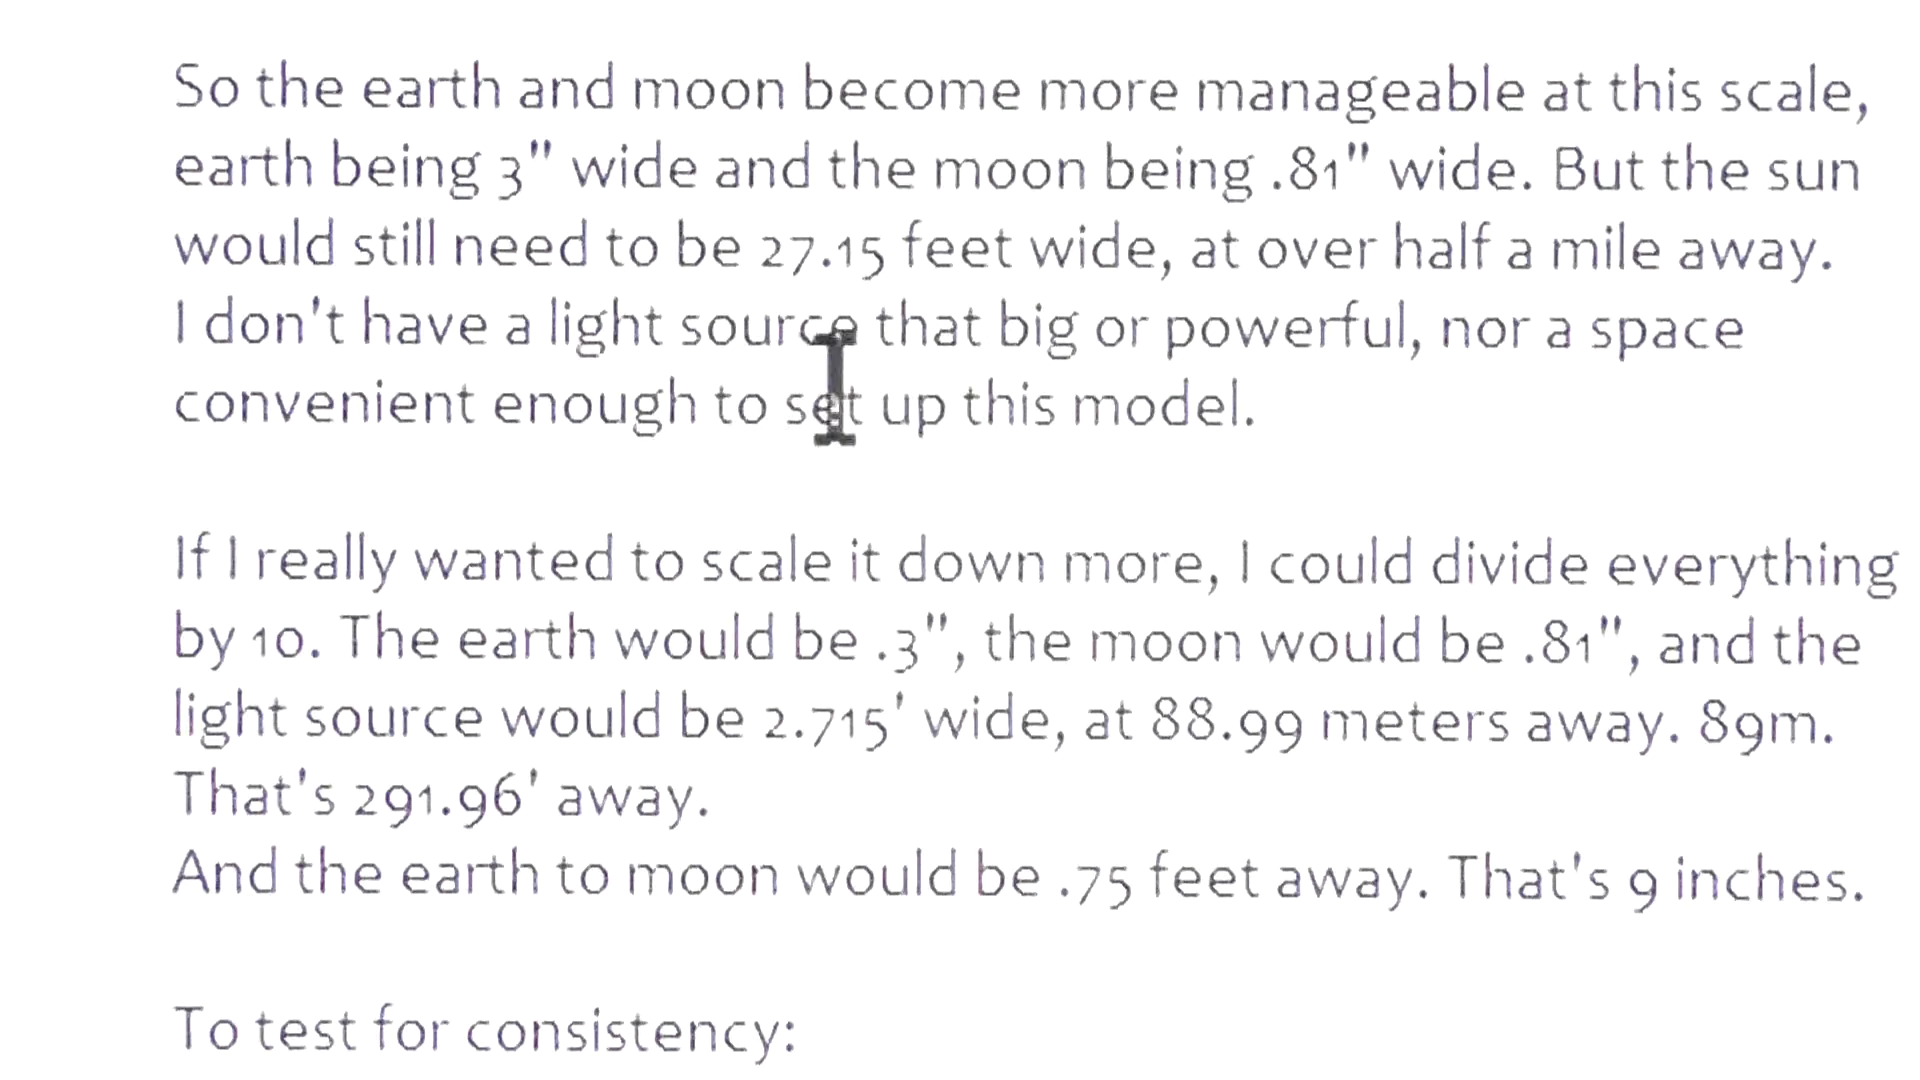 So the earth and moon become more manageable at this scale,
earth being 3" wide and the moon being .81" wide. But the sun
would still need to be 27.15 feet wide, at over half a mile away.
I don't have a light source that big or powerful, nor a space
convenient enough to set up this model.
If I really wanted to scale it down more, I could divide everything
by 10. The earth would be .3", the moon would be .81", and the
light source would be 2.715' wide, at 88.99 meters away. 89m.
That's 291.96' away.
And the earth to moon would be .75 feet away. That's 9 inches.
To test for consistency: